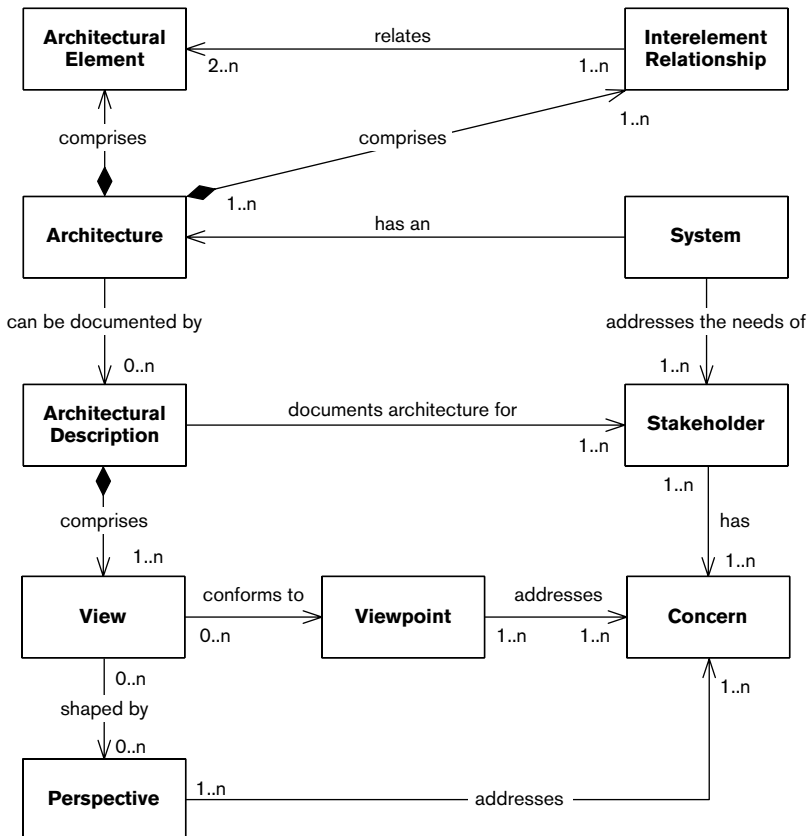 Architectural
Element
relates
2..n
1..n
Interelement
Relationship
1..n
comprises
comprises
1..n
Architecture
has an
System
can be documented by
addresses the needs of
0..n
1..n
Architectural
Description
documents architecture for
1..n
Stakeholder
1..n
comprises
has
1..n
1..n
View
conforms to
0..n
Viewpoint
addresses
1..n
1..n
Concern
0..n
1..n
shaped by
0..n
Perspective
1..n
addresses